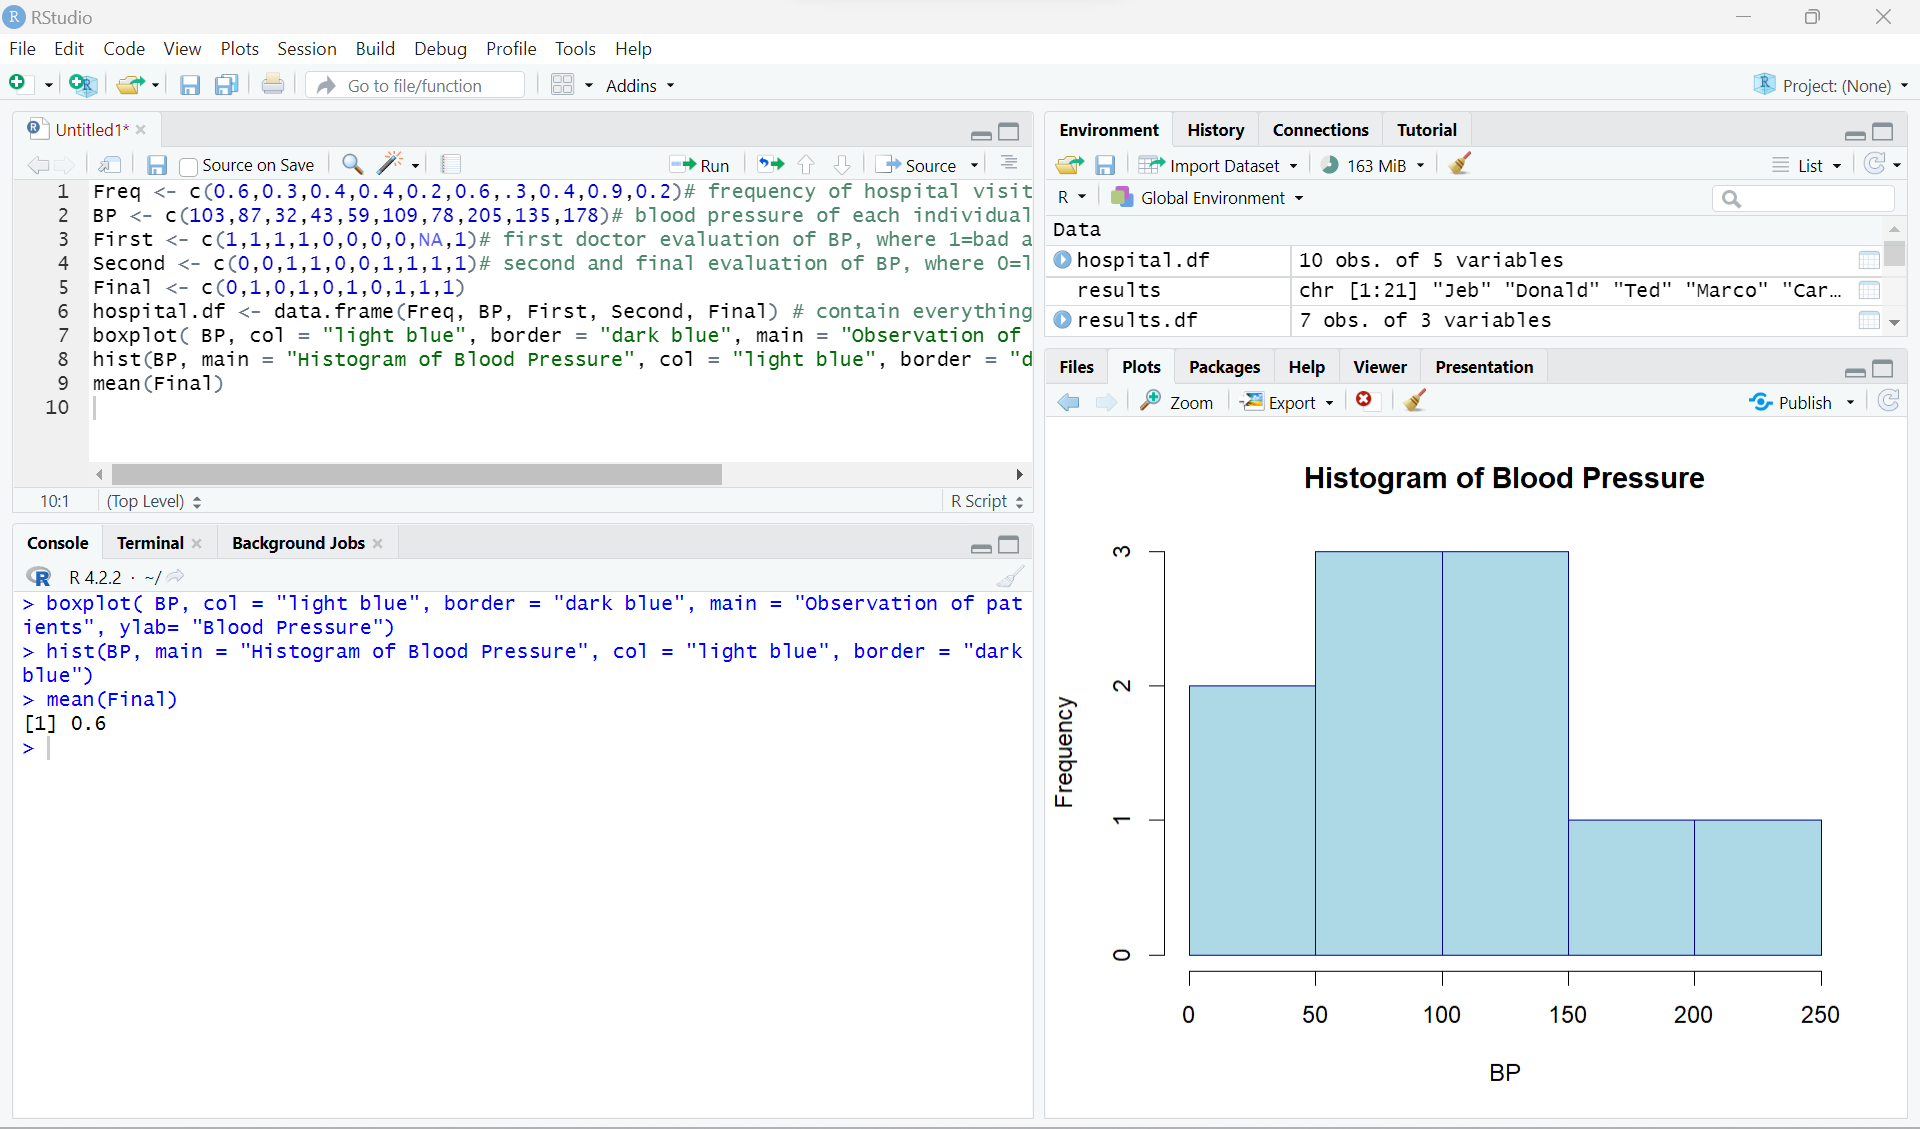 RStudio
File Edit Code View Plots Session Build Debug Profile Tools Help
Go to file/function Addins Project: (None)
Untitled1*
Source on Save Run Source
1 Freq <- c(0.6,0.3,0.4,0.4,0.2,0.6,.3,0.4,0.9,0.2)# frequency of hospital visit
2 BP <- c(103,87,32,43,59,109,78,205,135,178)# blood pressure of each individual
3 First <- c(1,1,1,1,0,0,0,0,NA,1)# first doctor evaluation of BP, where 1=bad a
4 Second <- c(0,0,1,1,0,0,1,1,1,1)# second and final evaluation of BP, where 0=l
5 Final <- c(0,1,0,1,0,1,0,1,1,1)
6 hospital.df <- data.frame(Freq, BP, First, Second, Final) # contain everything
7 boxplot( BP, col = "light blue", border = "dark blue", main = "Observation of
8 hist(BP, main = "Histogram of Blood Pressure", col = "light blue", border = "d
9 mean(Final)
10
10:1 (Top Level) R Script
Console Terminal Background Jobs
R 4.2.2 · ~/
> boxplot( BP, col = "light blue", border = "dark blue", main = "Observation of pat
ients", ylab= "Blood Pressure")
> hist(BP, main = "Histogram of Blood Pressure", col = "light blue", border = "dark
blue")
> mean(Final)
[1] 0.6
>
Environment History Connections Tutorial
Import Dataset 163 MiB List
R Global Environment
Data
hospital.df 10 obs. of 5 variables
results chr [1:21] "Jeb" "Donald" "Ted" "Marco" "Car...
results.df 7 obs. of 3 variables
Files Plots Packages Help Viewer Presentation
Zoom Export Publish
Histogram of Blood Pressure
Frequency
3
2
1
0
0 50 100 150 200 250
BP